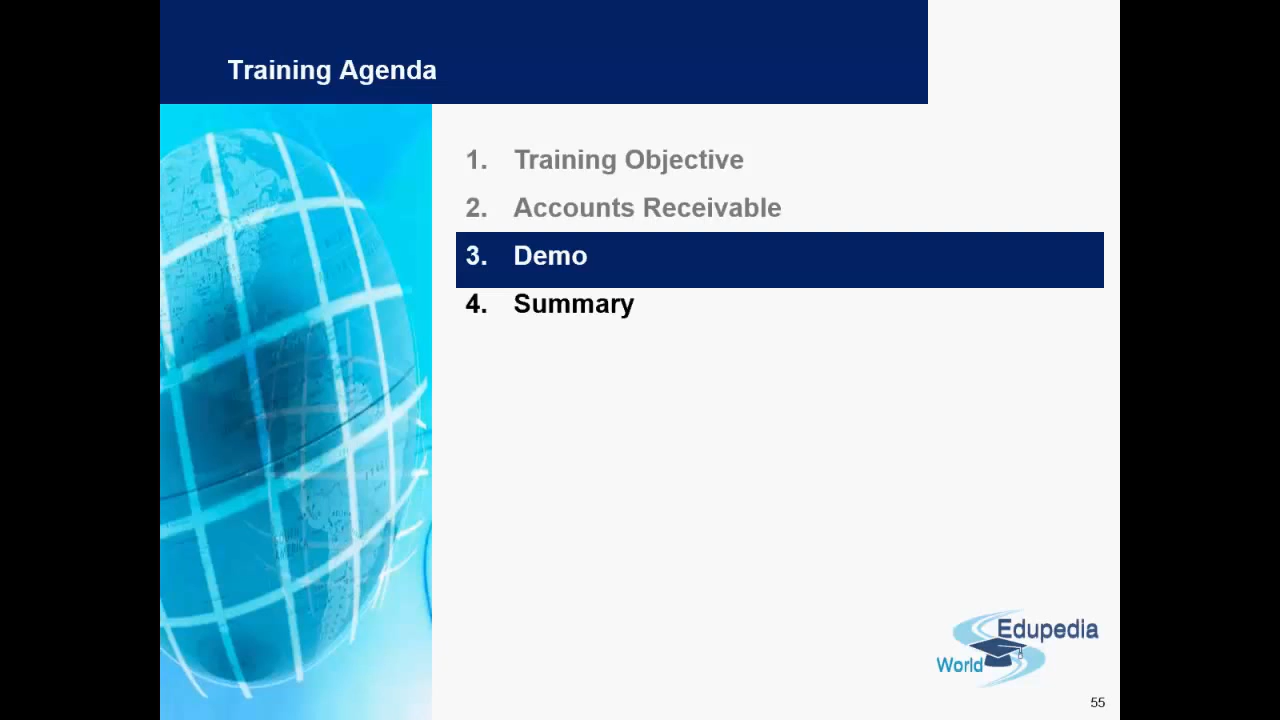 Training Agenda
1. Training Objective
2. Accounts Receivable
3. Demo
4. Summary
Edupedia
World
55